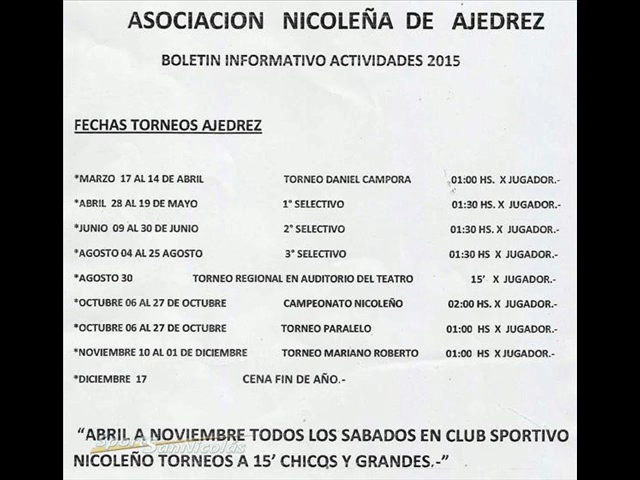 ASOCIACION NICOLEÑA DE AJEDREZ
BOLETIN INFORMATIVO ACTIVIDADES 2015
FECHAS TORNEOS AJEDREZ
*MARZO 17 AL 14 DE ABRIL TORNEO DANIEL CAMPORA 01:00 HS. X JUGADOR.-
*ABRIL 28 AL 19 DE MAYO 1° SELECTIVO 01:30 HS. X JUGADOR.-
*JUNIO 09 AL 30 DE JUNIO 2° SELECTIVO 01:30 HS. X JUGADOR.-
*AGOSTO 04 AL 25 AGOSTO 3° SELECTIVO 01:30 HS X JUGADOR.-
*AGOSTO 30 TORNEO REGIONAL EN AUDITORIO DEL TEATRO 15’ X JUGADOR.-
*OCTUBRE 06 AL 27 DE OCTUBRE CAMPEONATO NICOLEÑO 02:00 HS. X JUGADOR.-
*OCTUBRE 06 AL 27 DE OCTUBRE TORNEO PARALELO 01:00 HS X JUGADOR.-
*NOVIEMBRE 10 AL 01 DE DICIEMBRE TORNEO MARIANO ROBERTO 01:00 HS X JUGADOR.-
*DICIEMBRE 17 CENA FIN DE AÑO.-
“ABRIL A NOVIEMBRE TODOS LOS SABADOS EN CLUB SPORTIVO
NICOLEÑO TORNEOS A 15’ CHICOS Y GRANDES.-”
SanNicolás